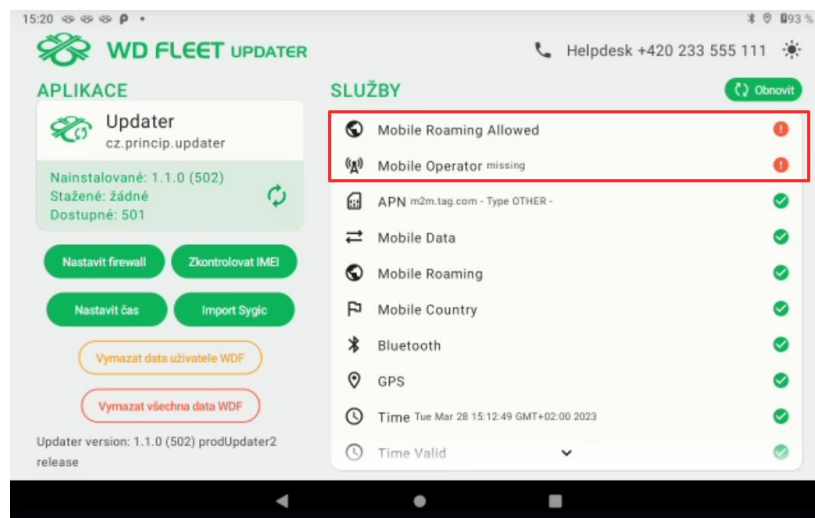 15:20
93 %
WD FLEET UPDATER
Helpdesk +420 233 555 111
APLIKACE
Updater
cz.princip.updater
Nainstalované: 1.1.0 (502)
Stažené: žádné
Dostupné: 501
Nastavit firewall
Zkontrolovat IMEI
Nastavit čas
Import Sygic
Vymazat data uživatele WDF
Vymazat všechna data WDF
Updater version: 1.1.0 (502) prodUpdater2
release
SLUŽBY
Obnovit
Mobile Roaming Allowed
Mobile Operator missing
APN m2m.tag.com - Type OTHER -
Mobile Data
Mobile Roaming
Mobile Country
Bluetooth
GPS
Time Tue Mar 28 15:12:49 GMT+02:00 2023
Time Valid